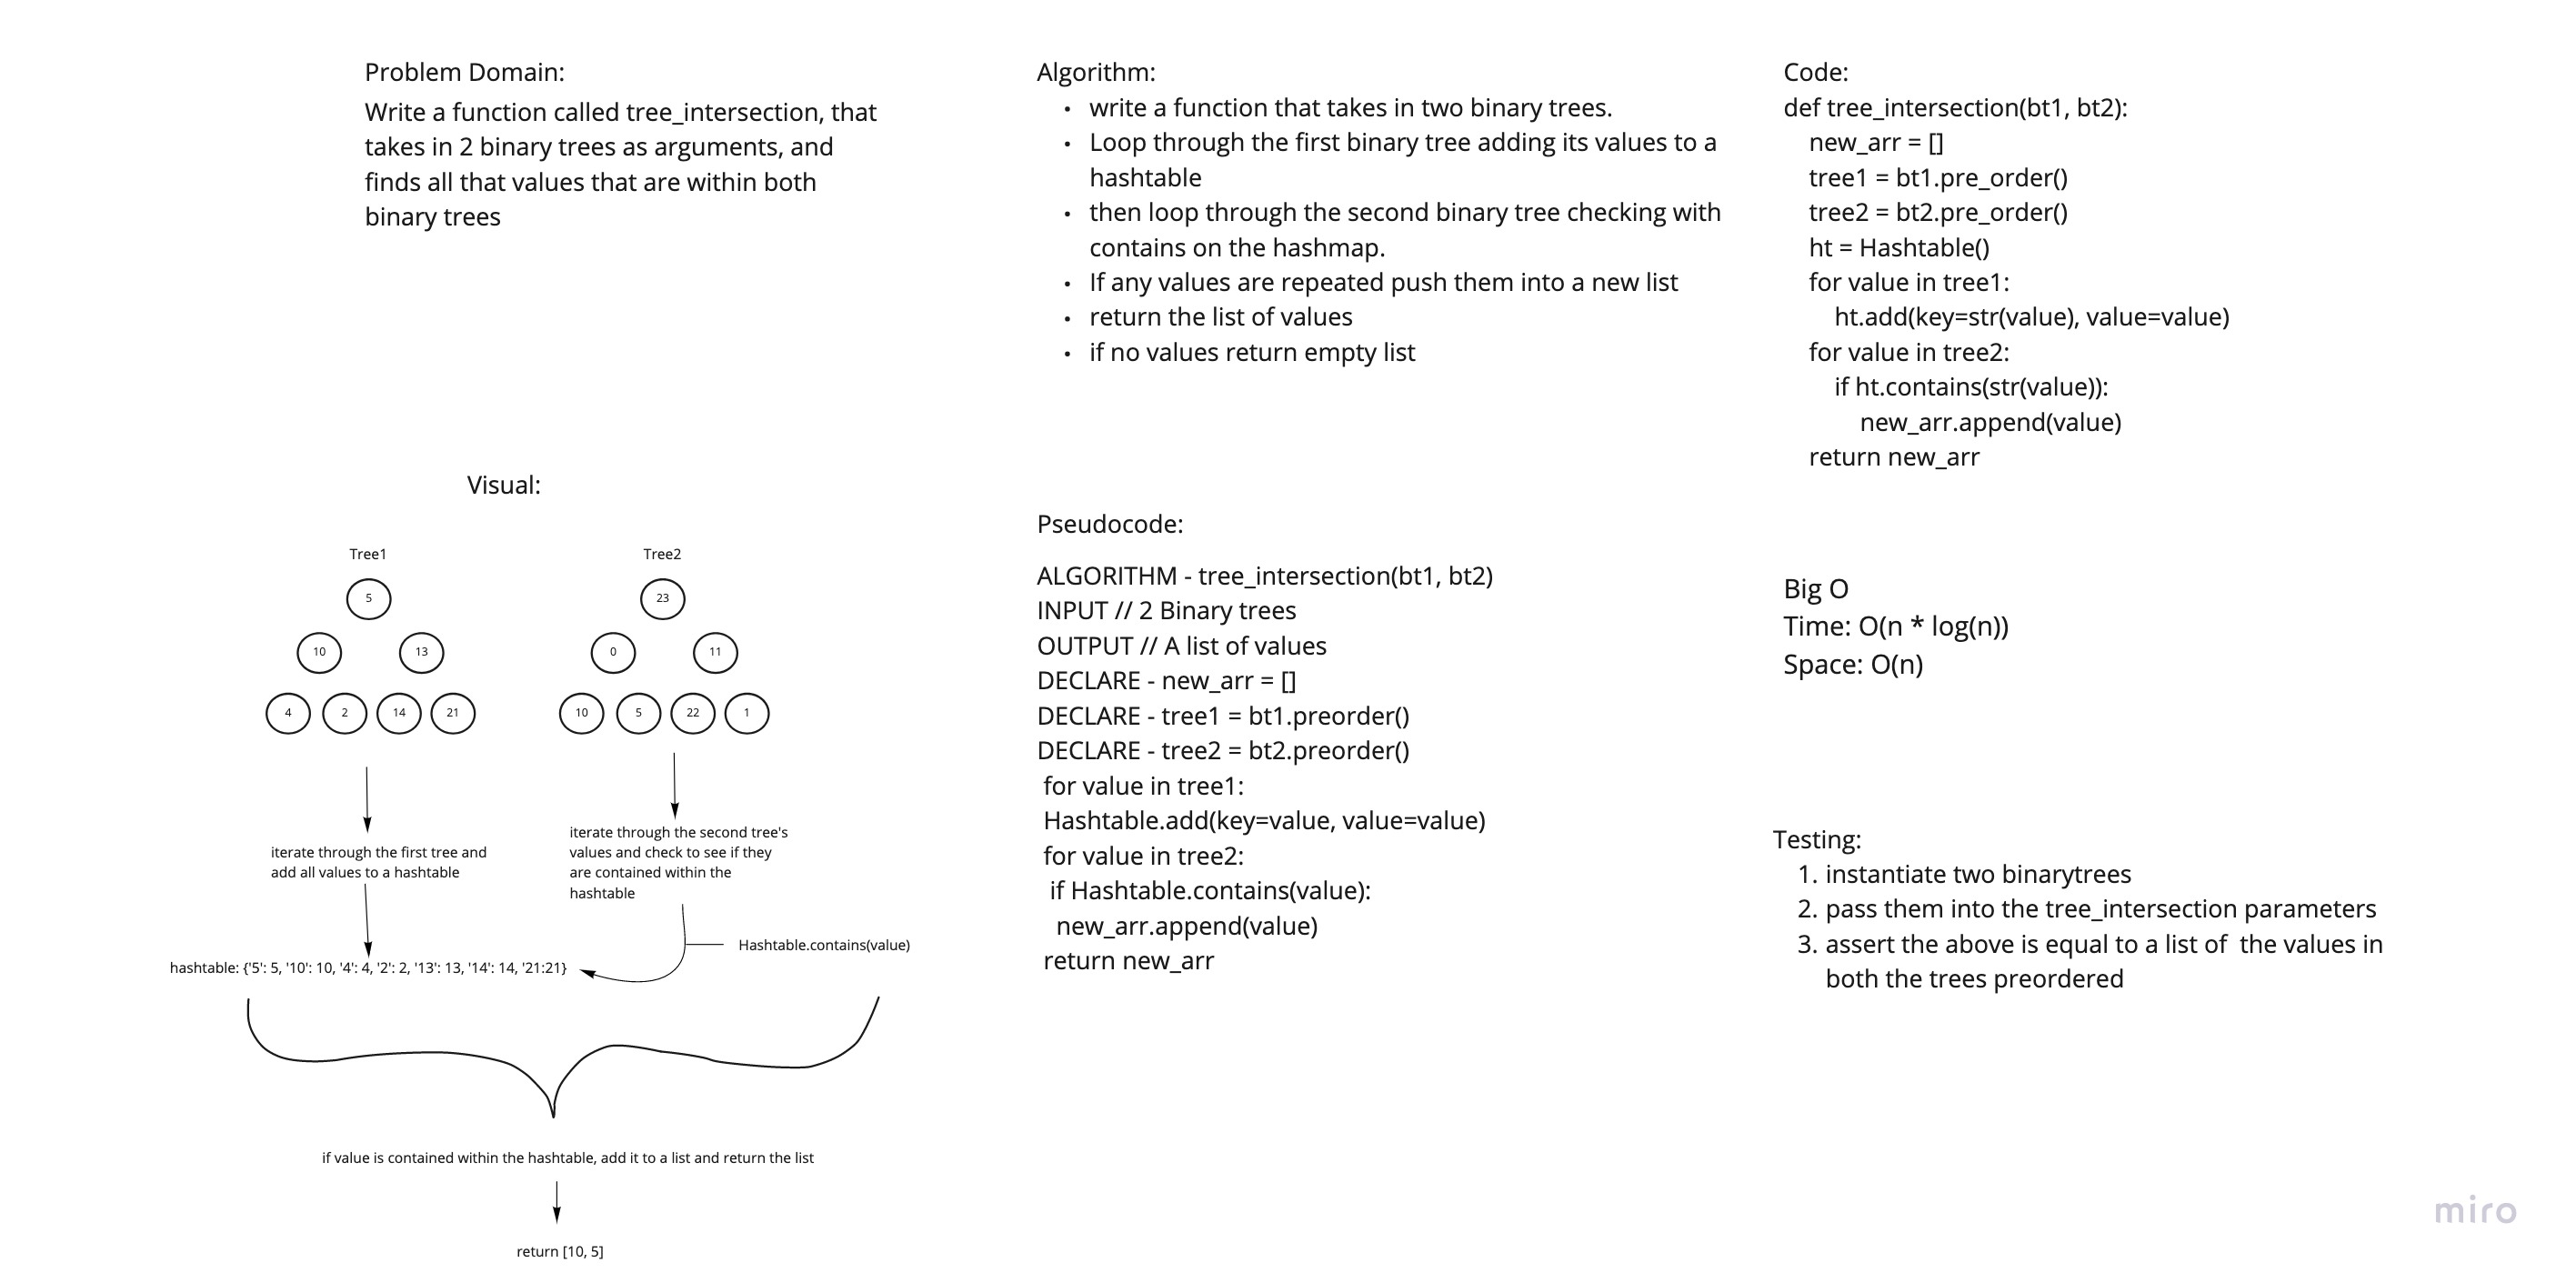 Problem Domain:
Write a function called tree_intersection, that
takes in 2 binary trees as arguments, and
finds all that values that are within both
binary trees
Visual:
Tree1
Tree2
5
23
10
13
0
11
4
2
14
21
10
5
22
1
iterate through the first tree and
add all values to a hashtable
iterate through the second tree's
values and check to see if they
are contained within the
hashtable
Hashtable.contains(value)
hashtable: {'5': 5, '10': 10, '4': 4, '2': 2, '13': 13, '14': 14, '21:21}
if value is contained within the hashtable, add it to a list and return the list
return [10, 5]
Algorithm:
• write a function that takes in two binary trees.
• Loop through the first binary tree adding its values to a
hashtable
• then loop through the second binary tree checking with
contains on the hashmap.
• If any values are repeated push them into a new list
• return the list of values
• if no values return empty list
Pseudocode:
ALGORITHM - tree_intersection(bt1, bt2)
INPUT // 2 Binary trees
OUTPUT // A list of values
DECLARE - new_arr = []
DECLARE - tree1 = bt1.preorder()
DECLARE - tree2 = bt2.preorder()
for value in tree1:
Hashtable.add(key=value, value=value)
for value in tree2:
if Hashtable.contains(value):
new_arr.append(value)
return new_arr
Code:
def tree_intersection(bt1, bt2):
new_arr = []
tree1 = bt1.pre_order()
tree2 = bt2.pre_order()
ht = Hashtable()
for value in tree1:
ht.add(key=str(value), value=value)
for value in tree2:
if ht.contains(str(value)):
new_arr.append(value)
return new_arr
Big O
Time: O(n * log(n))
Space: O(n)
Testing:
1. instantiate two binarytrees
2. pass them into the tree_intersection parameters
3. assert the above is equal to a list of  the values in
both the trees preordered
miro